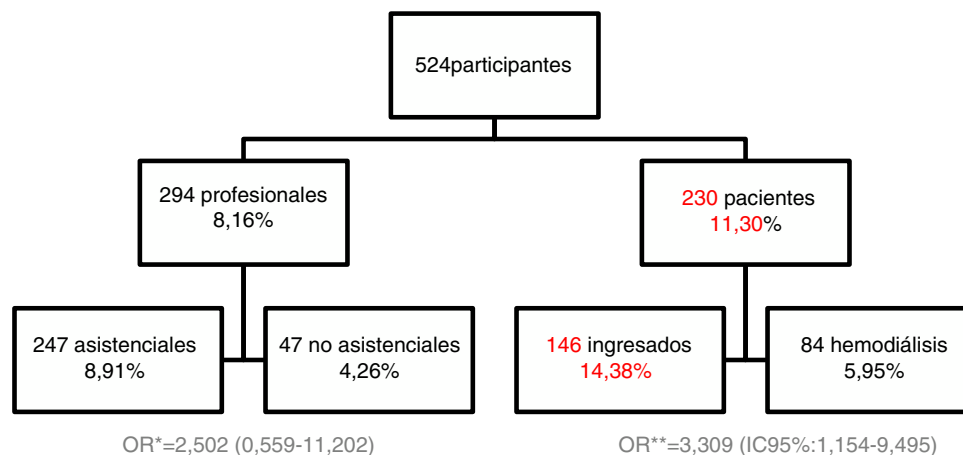 524participantes
294 profesionales
8,16%
230 pacientes
11,30%
247 asistenciales
8,91%
47 no asistenciales
4,26%
146 ingresados
14,38%
84 hemodiálisis
5,95%
OR*=2,502 (0,559-11,202)
OR**=3,309 (IC95%:1,154-9,495)